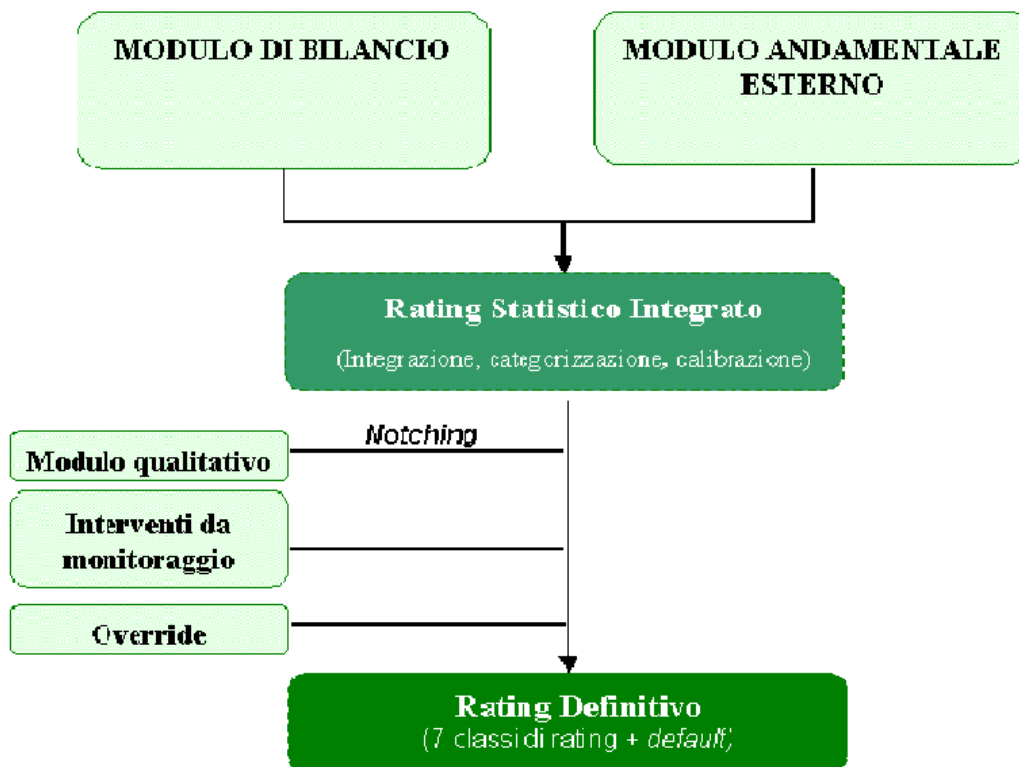 MODULO DI BILANCIO
MODULO ANDAMENTALE
ESTERNO
Rating Statistico Integrato
(Integrazione, categorizzazione, calibrazione)
Notching
Modulo qualitativo
Interventi da
monitoraggio
Override
Rating Definitivo
(7 classi di rating + default)